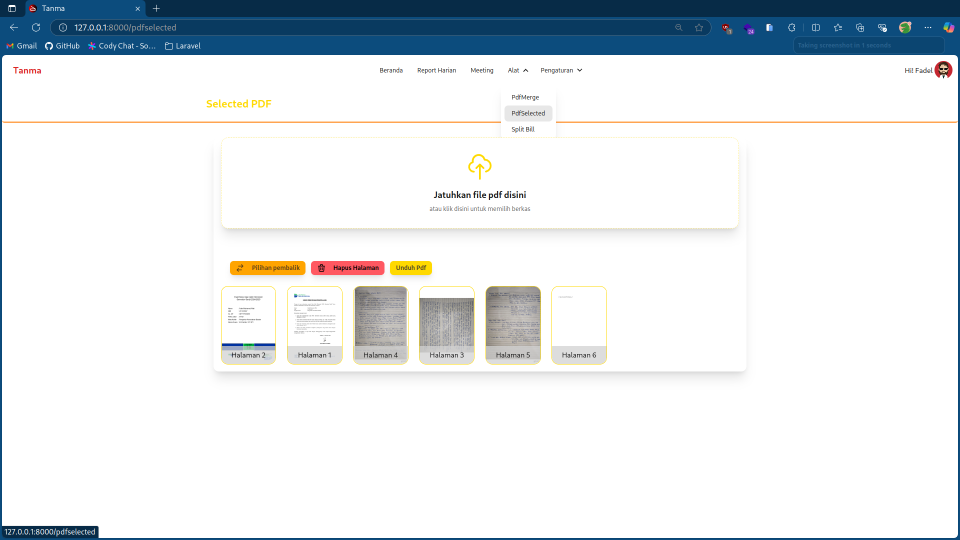 Tanma
127.0.0.1:8000/pdfselected
Gmail
GitHub
Cody Chat - So...
Laravel
Taking screenshot in 1 seconds
Tanma
Beranda
Report Harian
Meeting
Alat
Pengaturan
Hi! Fadel
Selected PDF
PdfMerge
PdfSelected
Split Bill
Jatuhkan file pdf disini
atau klik disini untuk memilih berkas
Pilihan pembalik
Hapus Halaman
Unduh Pdf
Halaman 2
Halaman 1
Halaman 4
Halaman 3
Halaman 5
Halaman 6
127.0.0.1:8000/pdfselected